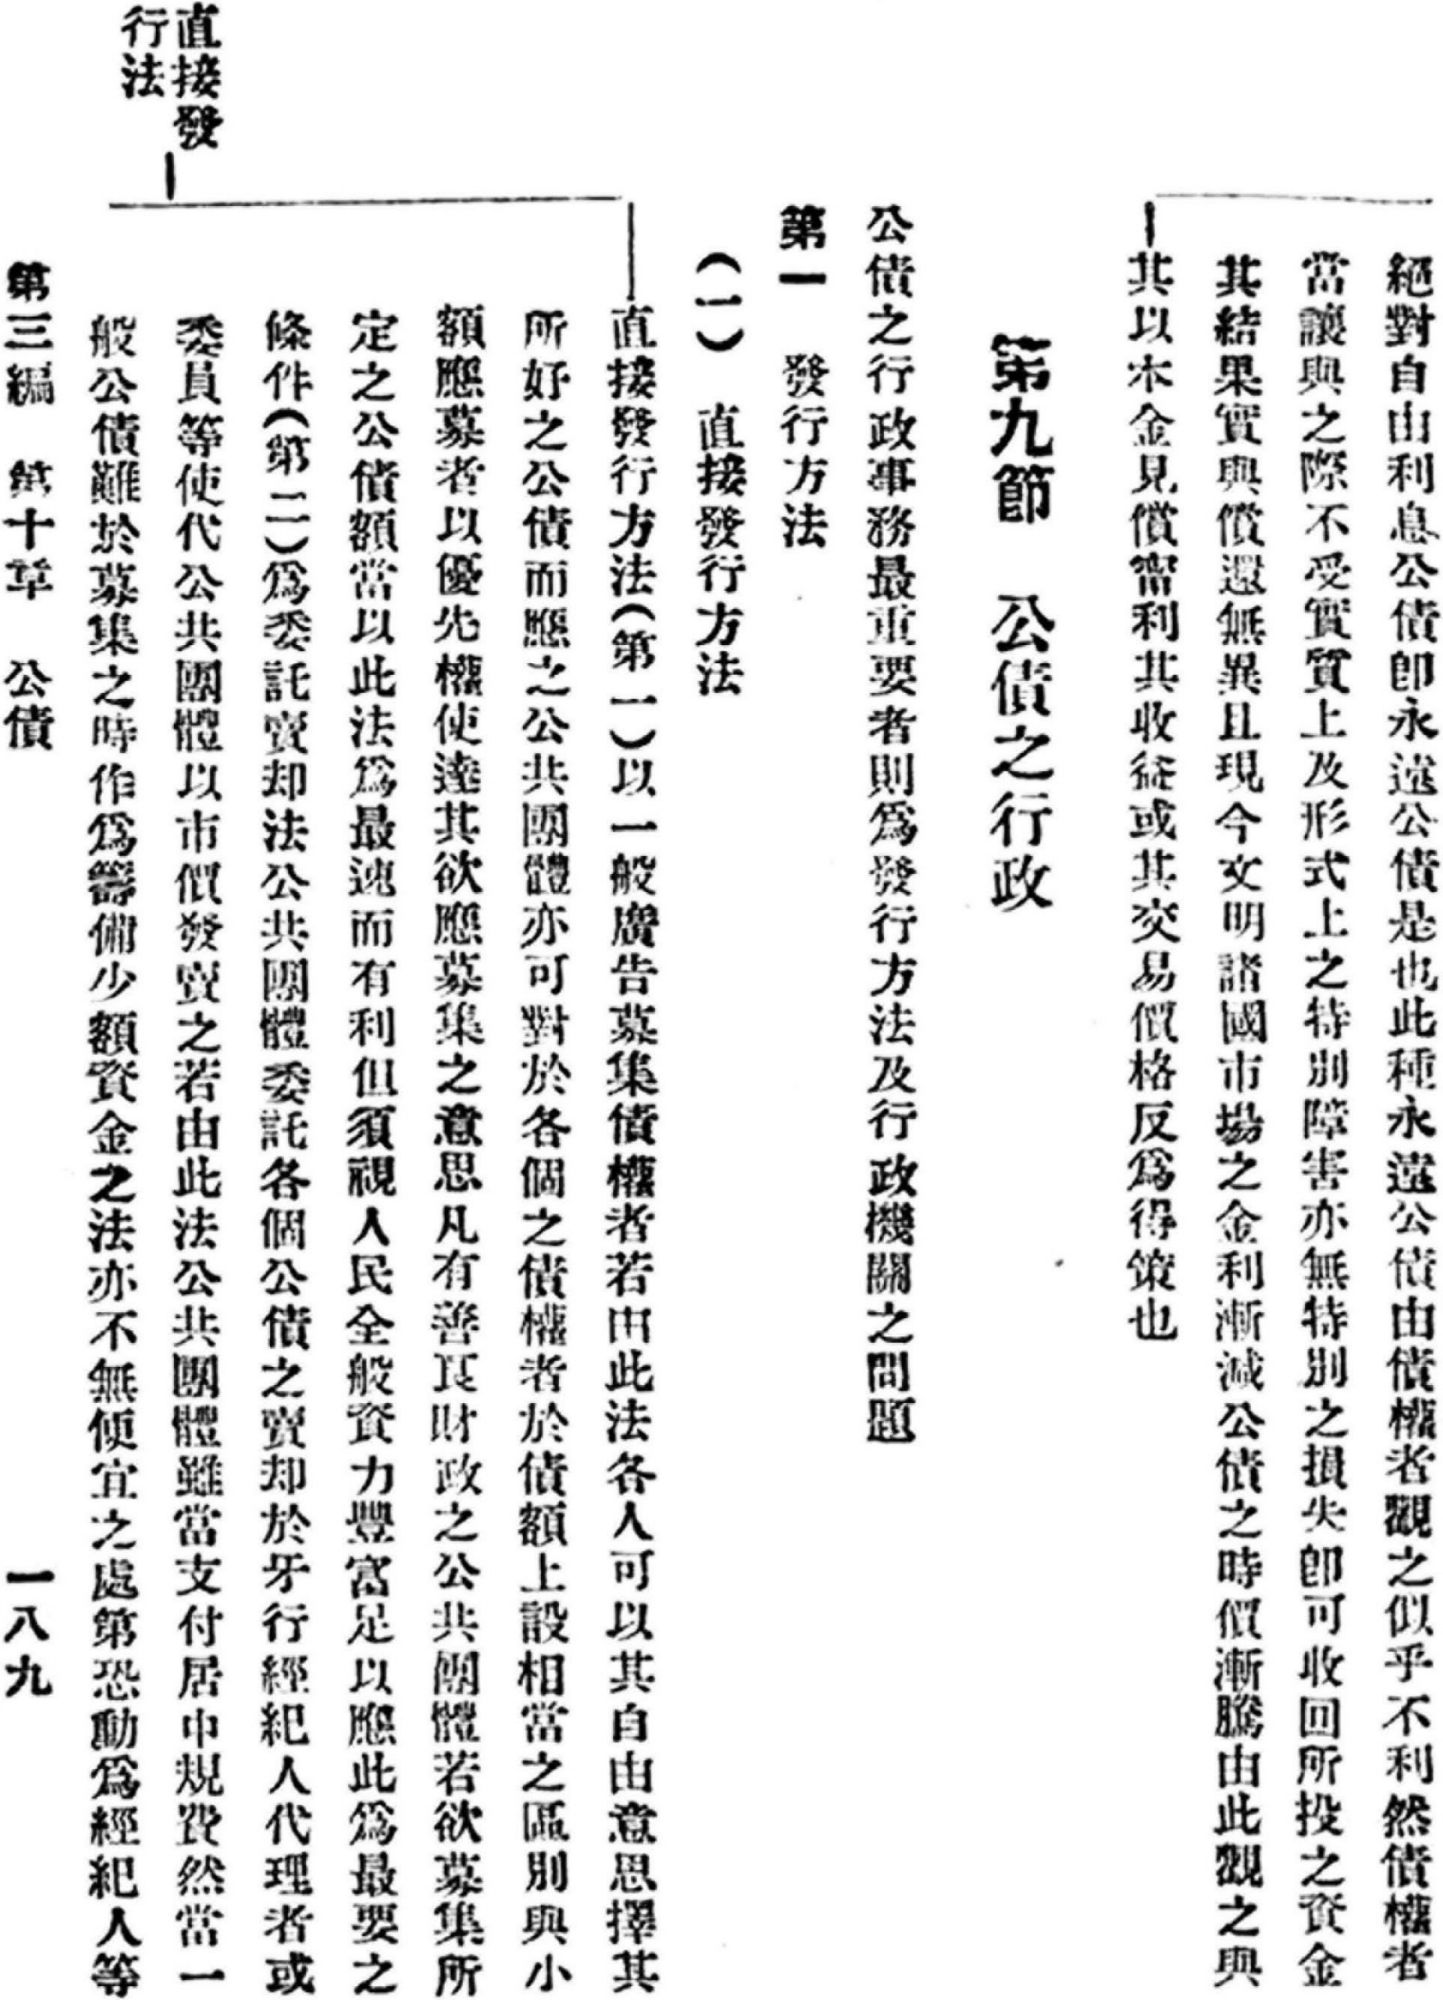 絕對自由利息公債卽永遠公債是也此種永遠公債由債權者觀之似乎不利然債權者
當讓與之際不受實質上及形式上之特別障害亦無特別之損失卽可收回所投之資金
其結果實與償還無異且現今文明諸國市場之金利漸減公債之時價漸騰由此觀之與
其以本金見償甯利其收益或其交易價格反爲得策也
第九節　公債之行政
公債之行政事務最重要者則爲發行方法及行政機關之問題
第一　發行方法
（一）　直接發行方法
直接發行方法（第一）以一般廣告募集債權者若由此法各人可以其自由意思擇其
所好之公債而應之公共團體亦可對於各個之債權者於債額上設相當之區別與小
額應募者以優先權使達其欲應募集之意思凡有善良財政之公共團體若欲募集所
定之公債額當以此法爲最速而有利但須視人民全般資力豐富足以應此爲最要之
條件（第二）爲委託賣却法公共團體委託各個公債之賣却於牙行經紀人代理者或
委員等使代公共團體以市價發賣之若由此法公共團體雖當支付居中規費然當一
般公債難於募集之時作爲籌備少額資金之法亦不無便宜之處第恐動爲經紀人等
直接發
行法
第三編　第十章　公債
一八九